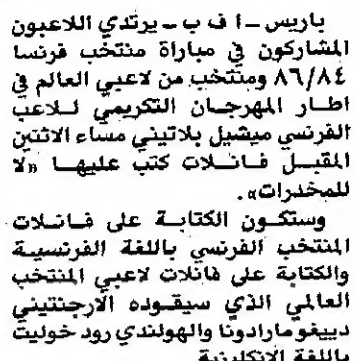 باريس - ا ف ب - يرتدي اللاعبون
المشاركون في مباراة منتخب فرنسا
٨٦/٨٤ ومنتخب من لاعبي العالم في
اطار المهرجان التكريمي للاعب
الفرنسي ميشيل بلاتيني مساء الاثنين
المقبل فانلات كتب عليها «لا
للمخدرات».
وستكون الكتابة على فانلات
المنتخب الفرنسي باللغة الفرنسية
والكتابة على فانلات لاعبي المنتخب
العالمي الذي سيقوده الارجنتيني
دييغو مارادونا والهولندي رود خوليت
باللغة الانكليزية